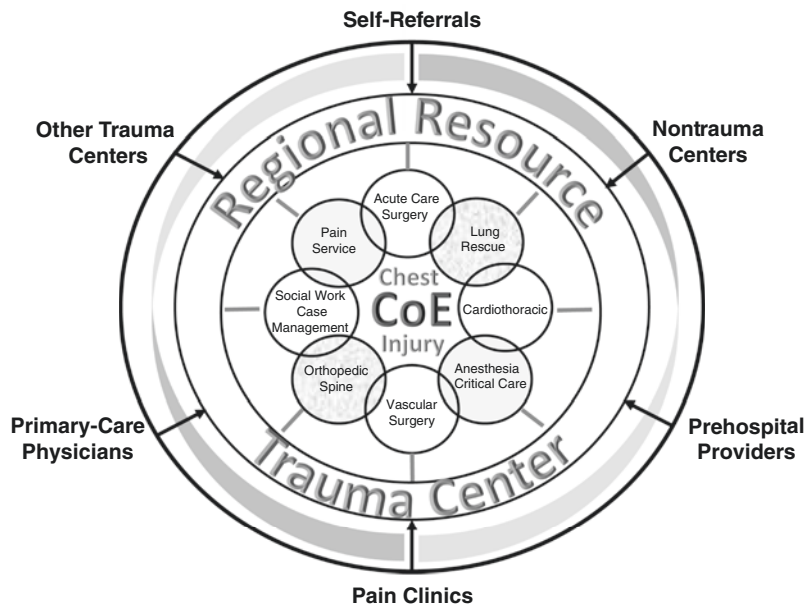 Self-Referrals
Other Trauma
Centers
Nontrauma
Centers
Regional Resource
Acute Care
Surgery
Pain
Service
Lung
Rescue
Chest
CoE
Injury
Social Work
Case
Management
Cardiothoracic
Orthopedic
Spine
Anesthesia
Critical Care
Vascular
Surgery
Trauma Center
Primary-Care
Physicians
Prehospital
Providers
Pain Clinics